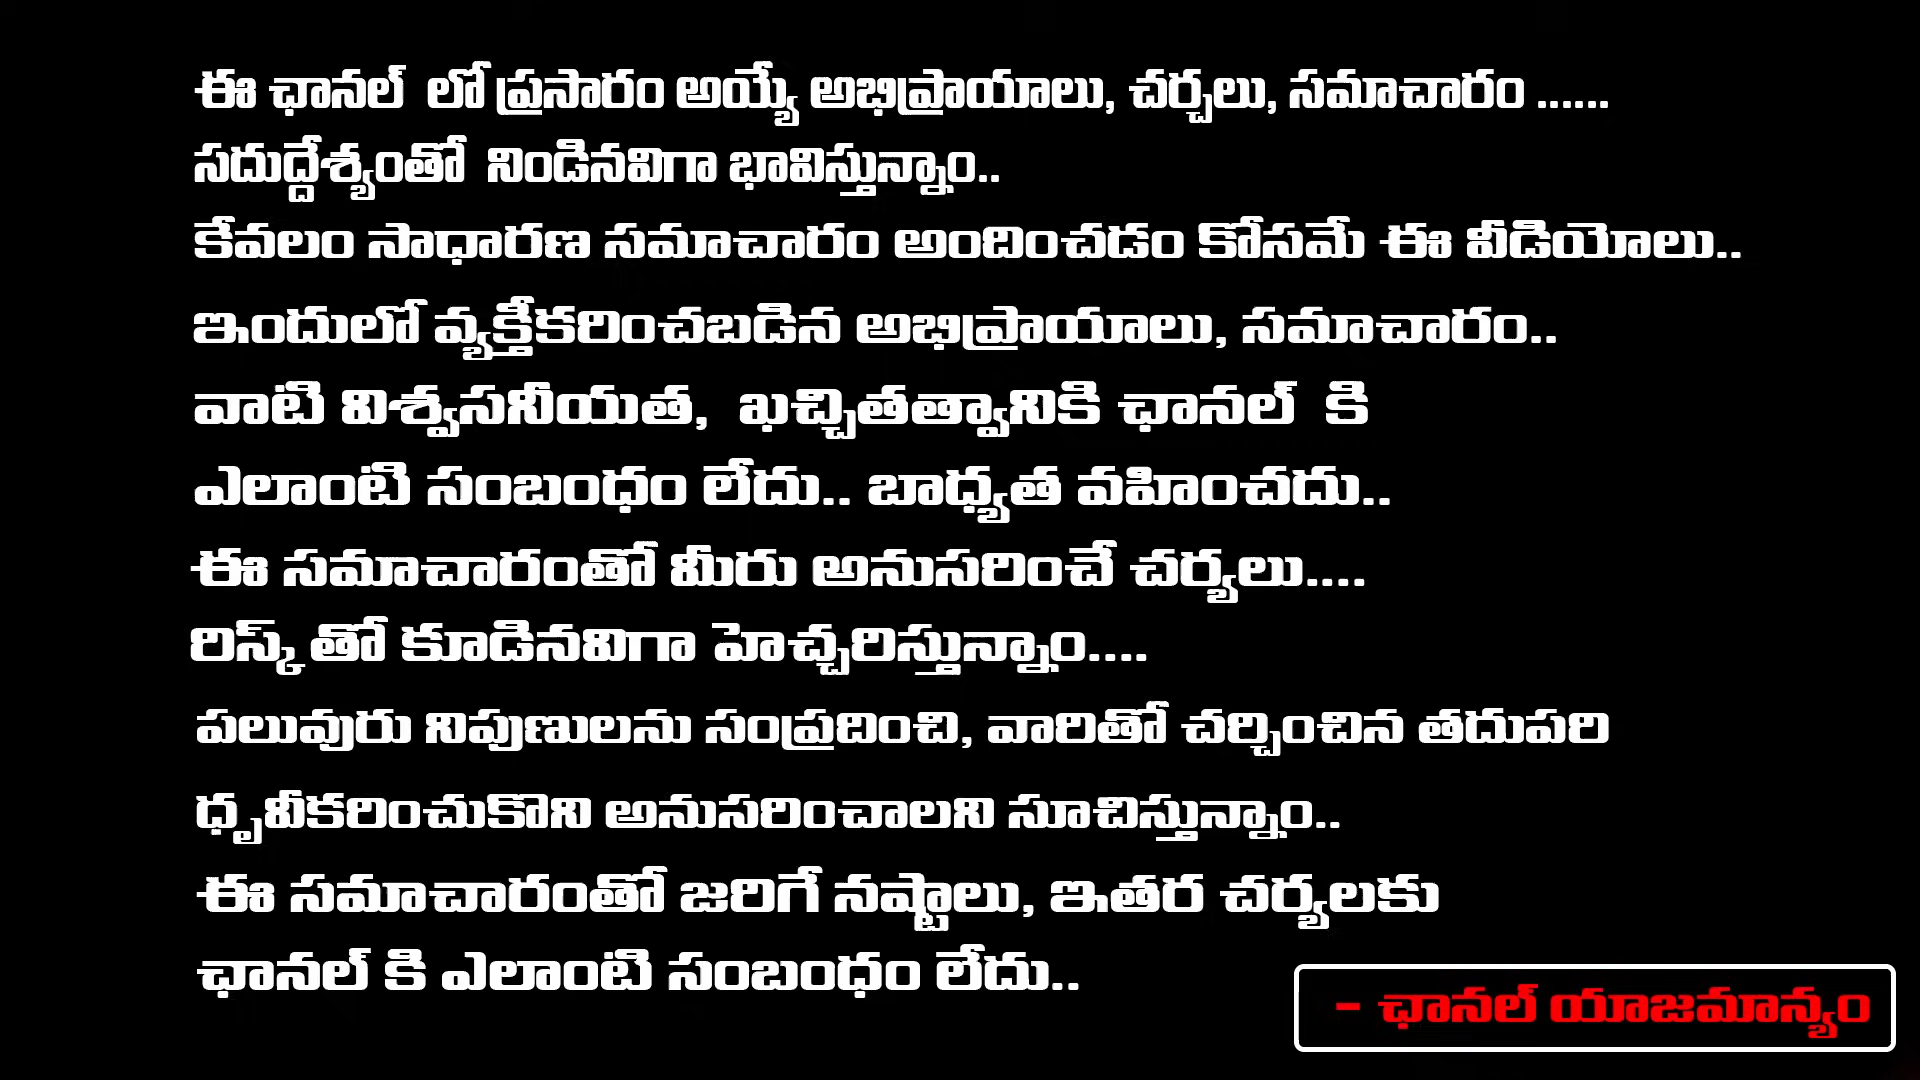 ఈ ఛానల్ లో ప్రసారం అయ్యే అభిప్రాయాలు, చర్చలు, సమాచారం ......
సదుద్దేశ్యంతో నిండినవిగా భావిస్తున్నాం..
కేవలం సాధారణ సమాచారం అందించడం కోసమే ఈ వీడియోలు..
ఇందులో వ్యక్తీకరించబడిన అభిప్రాయాలు, సమాచారం..
వాటి విశ్వసనీయత, ఖచ్చితత్వానికి ఛానల్ కి
ఎలాంటి సంబంధం లేదు.. బాధ్యత వహించదు..
ఈ సమాచారంతో మీరు అనుసరించే చర్యలు....
రిస్క్ తో కూడినవిగా హెచ్చరిస్తున్నాం....
పలువురు నిపుణులను సంప్రదించి, వారితో చర్చించిన తదుపరి
ధృవీకరించుకొని అనుసరించాలని సూచిస్తున్నాం..
ఈ సమాచారంతో జరిగే నష్టాలు, ఇతర చర్యలకు
ఛానల్ కి ఎలాంటి సంబంధం లేదు..
- ఛానల్ యాజమాన్యం